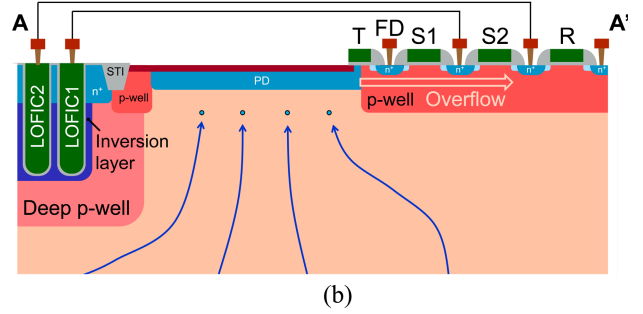 A
T FD S1 S2 R A'
STI
PD
n⁺ n⁺ n⁺ n⁺
n⁺
p-well
p-well Overflow
LOFIC2
LOFIC1
Inversion
layer
Deep p-well
(b)